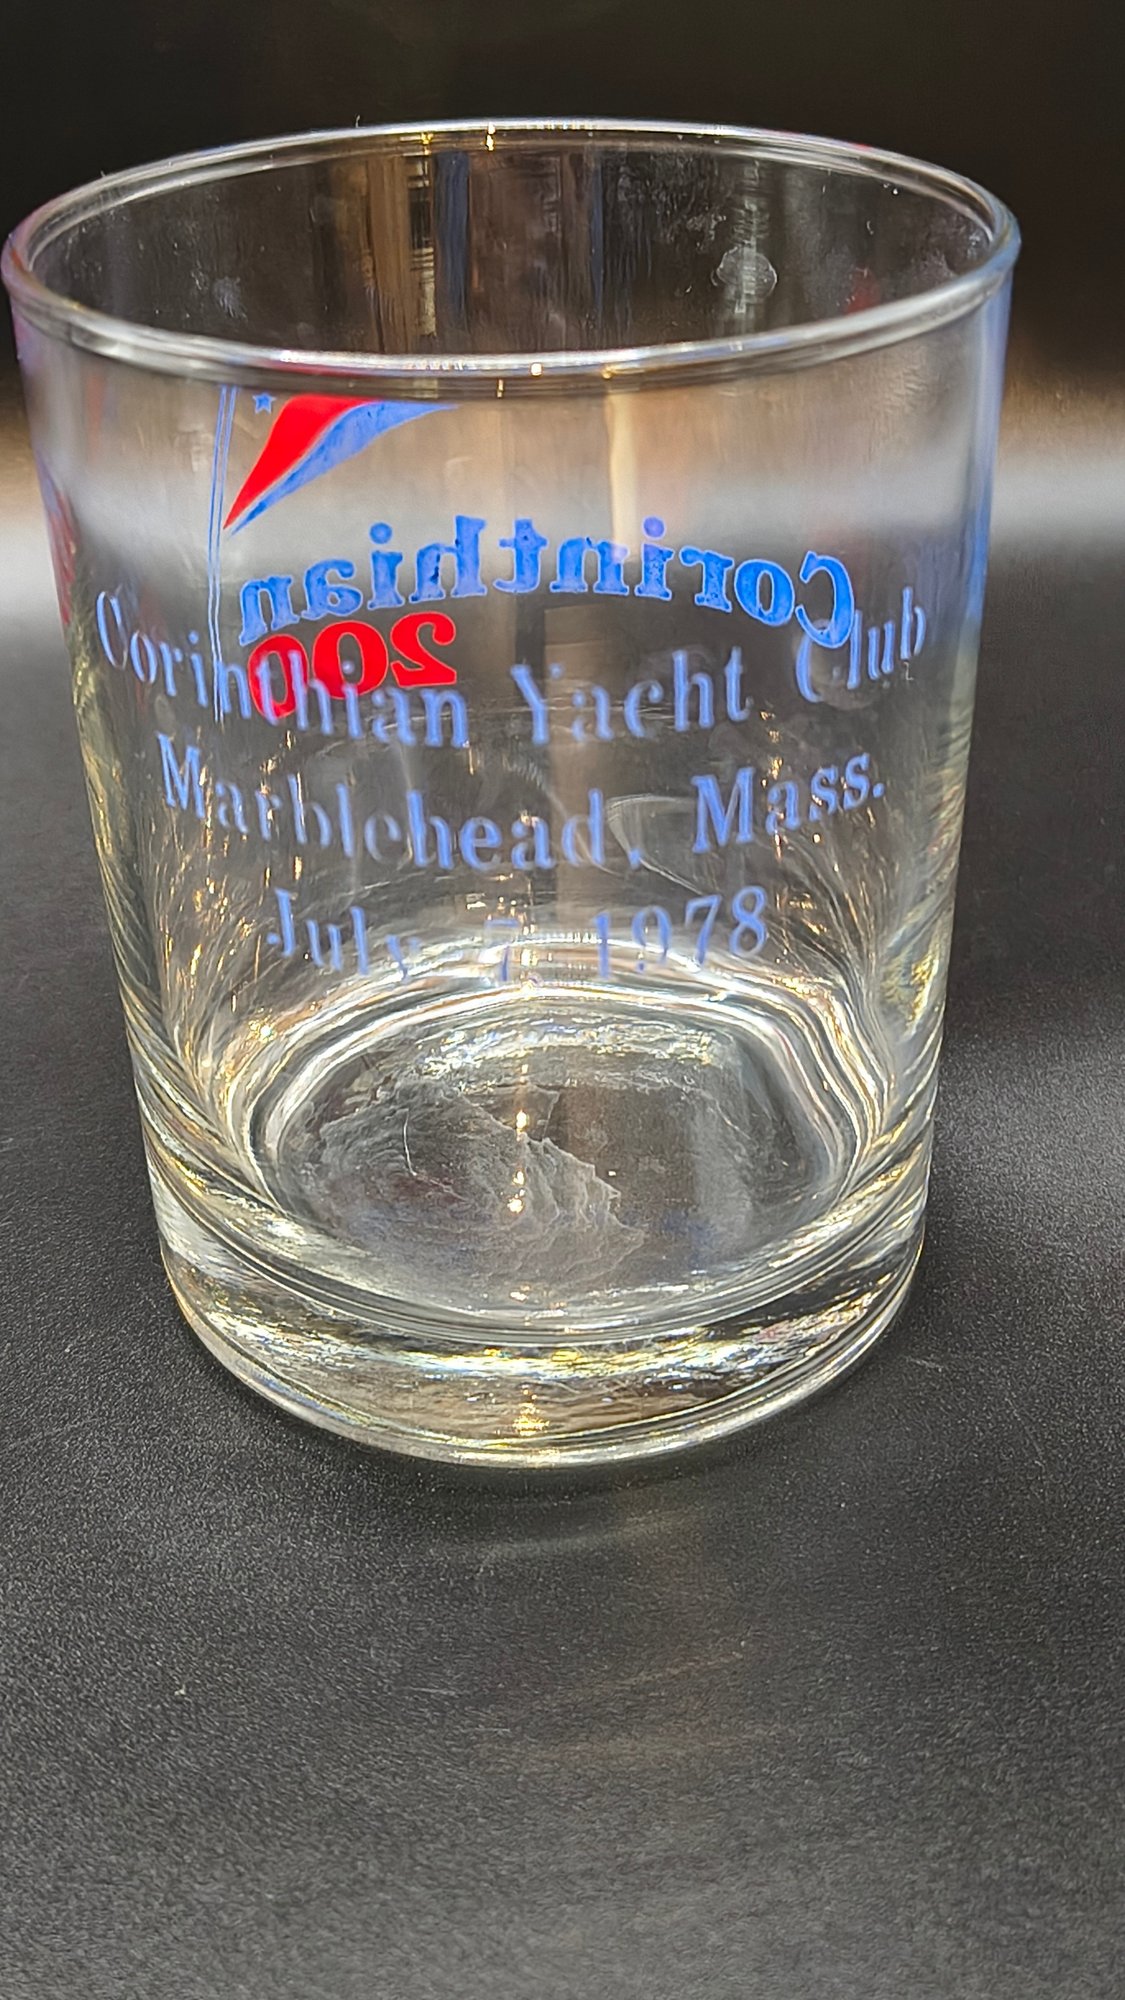 Corinthian
200
Corinthian Yacht Club
Marblehead, Mass.
July 7, 1978